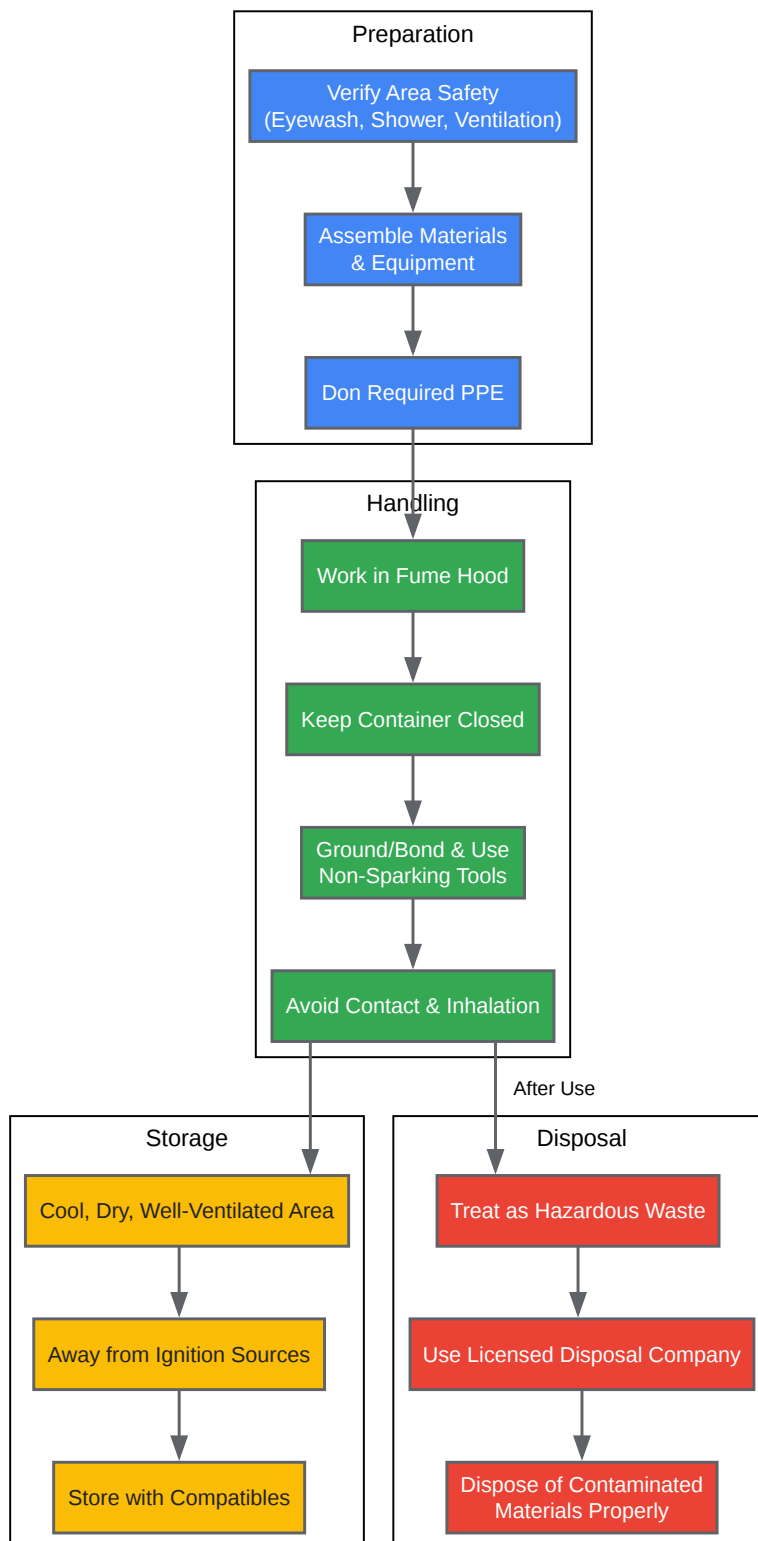 Preparation
Verify Area Safety
(Eyewash, Shower, Ventilation)
Assemble Materials
& Equipment
Don Required PPE
Handling
Work in Fume Hood
Keep Container Closed
Ground/Bond & Use
Non-Sparking Tools
Avoid Contact & Inhalation
After Use
Storage
Cool, Dry, Well-Ventilated Area
Away from Ignition Sources
Store with Compatibles
Disposal
Treat as Hazardous Waste
Use Licensed Disposal Company
Dispose of Contaminated
Materials Properly